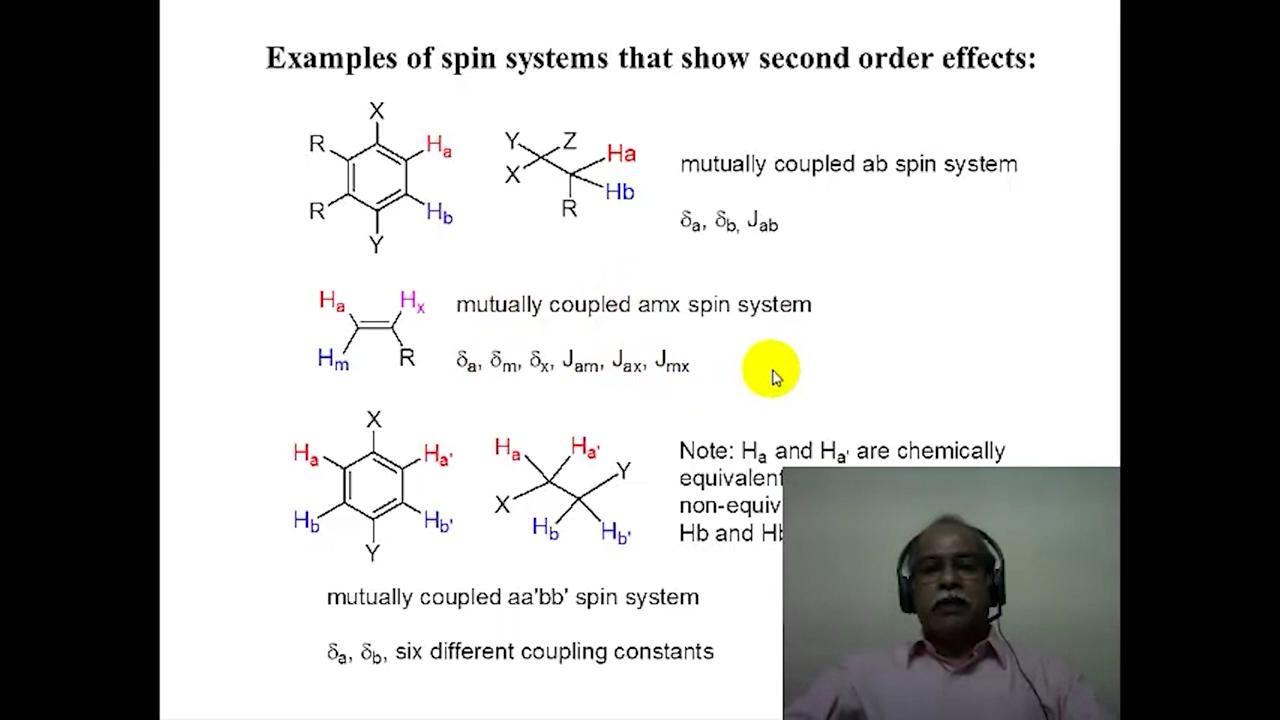 Examples of spin systems that show second order effects:
X
R
Ha
R
Hb
Y
Y
Z
X
Ha
Hb
R
mutually coupled ab spin system
δa, δb, Jab
Ha
Hx
Hm
R
mutually coupled amx spin system
δa, δm, δx, Jam, Jax, Jmx
X
Ha
Ha'
Hb
Hb'
Y
Ha
Ha'
Y
X
Hb
Hb'
Note: Ha and Ha' are chemically
equivalent
non-equiv
Hb and Hb
mutually coupled aa'bb' spin system
δa, δb, six different coupling constants